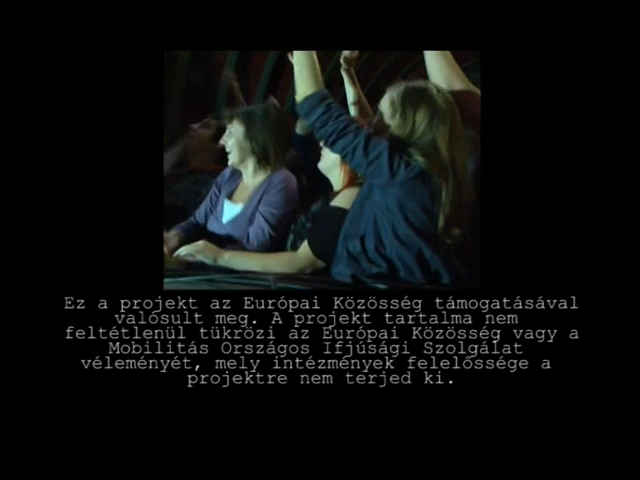 Ez a projekt az Európai Közösség támogatásával
valósult meg. A projekt tartalma nem
feltétlenül tükrözi az Európai Közösség vagy a
Mobilitás Országos Ifjúsági Szolgálat
véleményét, mely intézmények felelőssége a
projektre nem terjed ki.